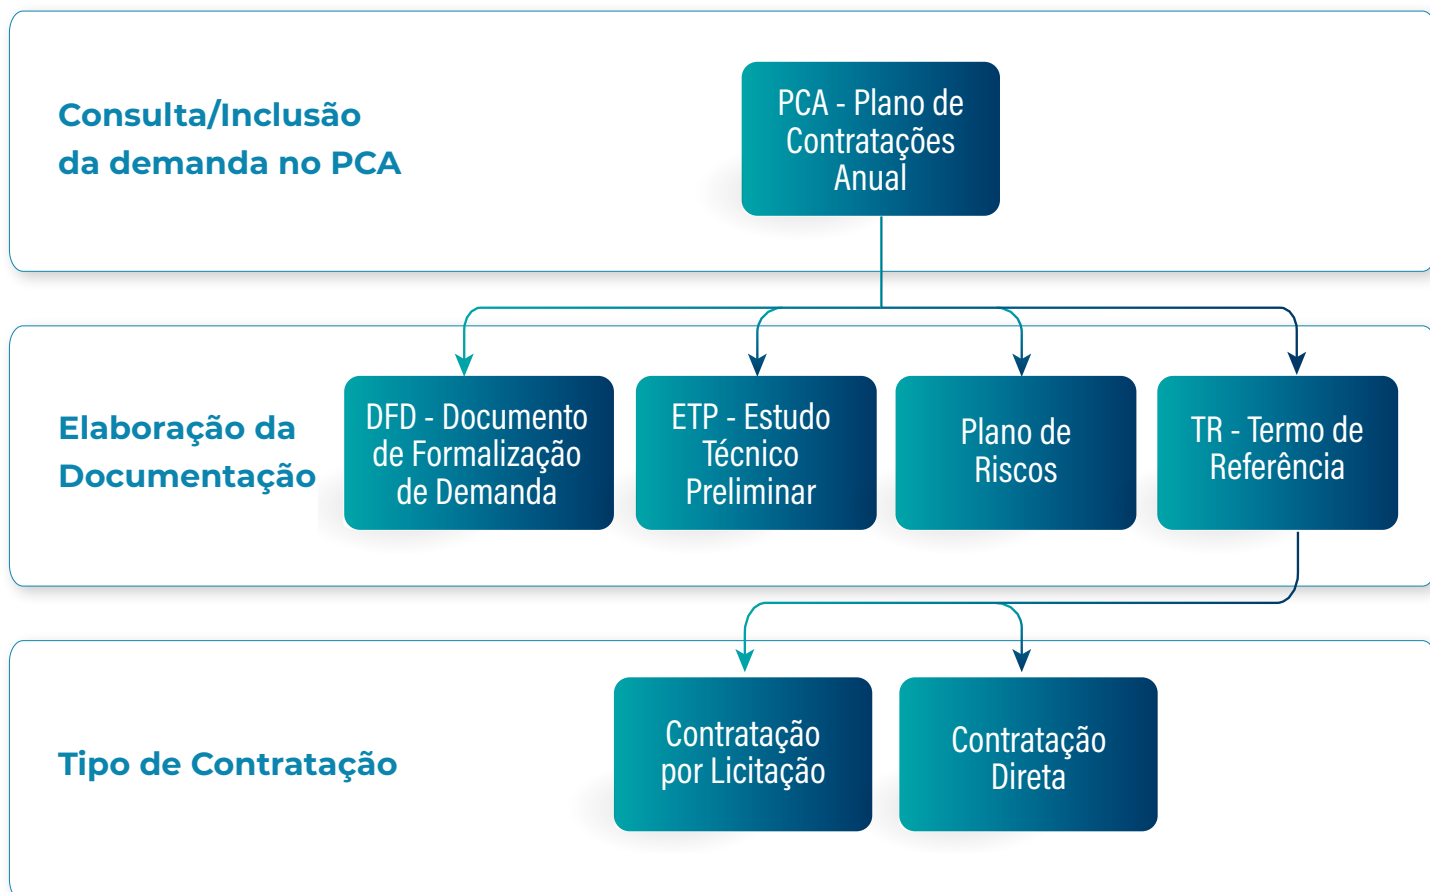 Consulta/Inclusão
da demanda no PCA
PCA - Plano de
Contratações
Anual
Elaboração da
Documentação
DFD - Documento
de Formalização
de Demanda
ETP - Estudo
Técnico
Preliminar
Plano de
Riscos
TR - Termo de
Referência
Tipo de Contratação
Contratação
por Licitação
Contratação
Direta